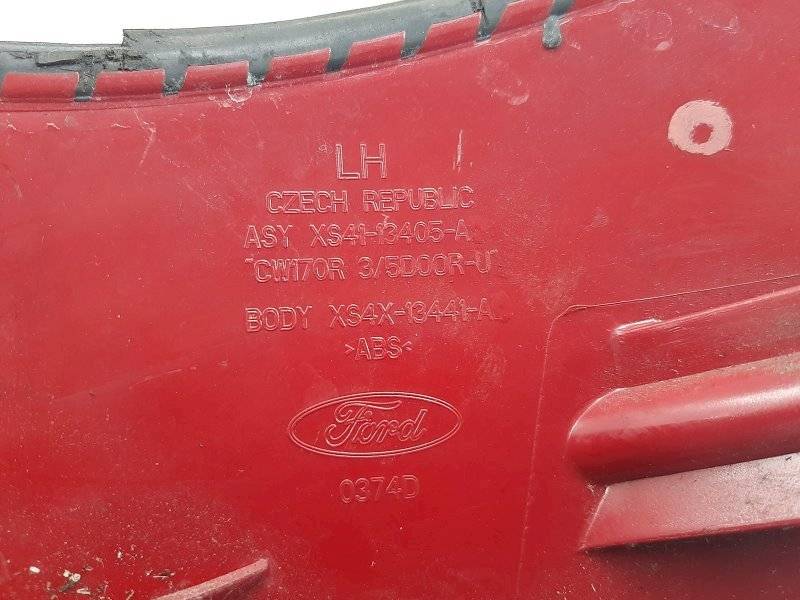 LH
CZECH REPUBLIC
ASY XS41-13405-A
"CW170R 3/5DOOR-U"
BODY XS4X-13441-A
>ABS<
Ford
0374D